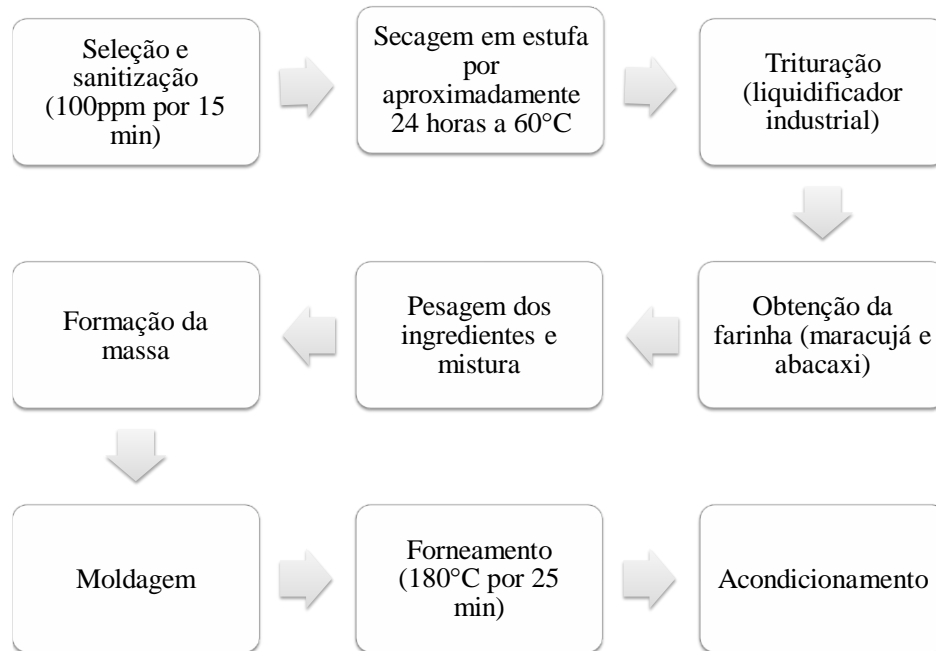 Seleção e
sanitização
(100ppm por 15
min)
Secagem em estufa
por
aproximadamente
24 horas a 60°C
Trituração
(liquidificador
industrial)
Obtenção da
farinha (maracujá e
abacaxi)
Pesagem dos
ingredientes e
mistura
Formação da
massa
Moldagem
Forneamento
(180°C por 25
min)
Acondicionamento